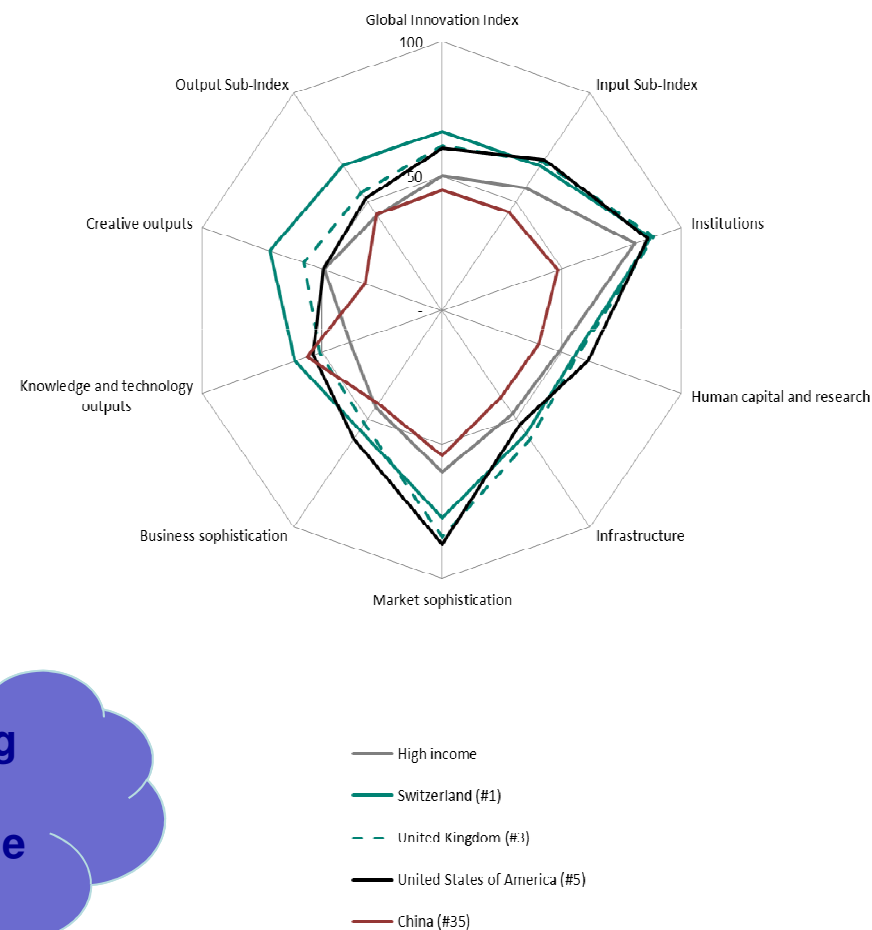 Global Innovation Index
100
Output Sub-Index
Input Sub-Index
50
Creative outputs
Institutions
-
Knowledge and technology
outputs
Human capital and research
Business sophistication
Infrastructure
Market sophistication
g
e
High income
Switzerland (#1)
United Kingdom (#3)
United States of America (#5)
China (#35)